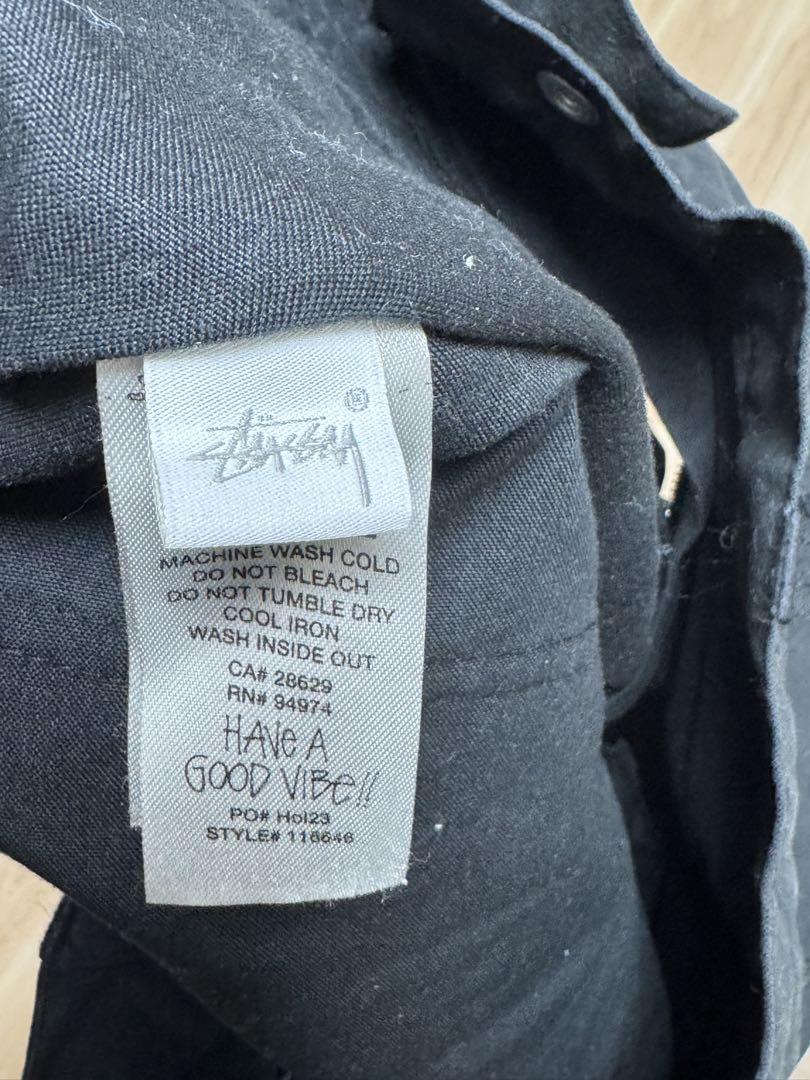 STÜSSY ®
MACHINE WASH COLD
DO NOT BLEACH
DO NOT TUMBLE DRY
COOL IRON
WASH INSIDE OUT
CA# 28629
RN# 94974
HAVE A
GOOD VIBE!!
PO# Hol23
STYLE# 116646